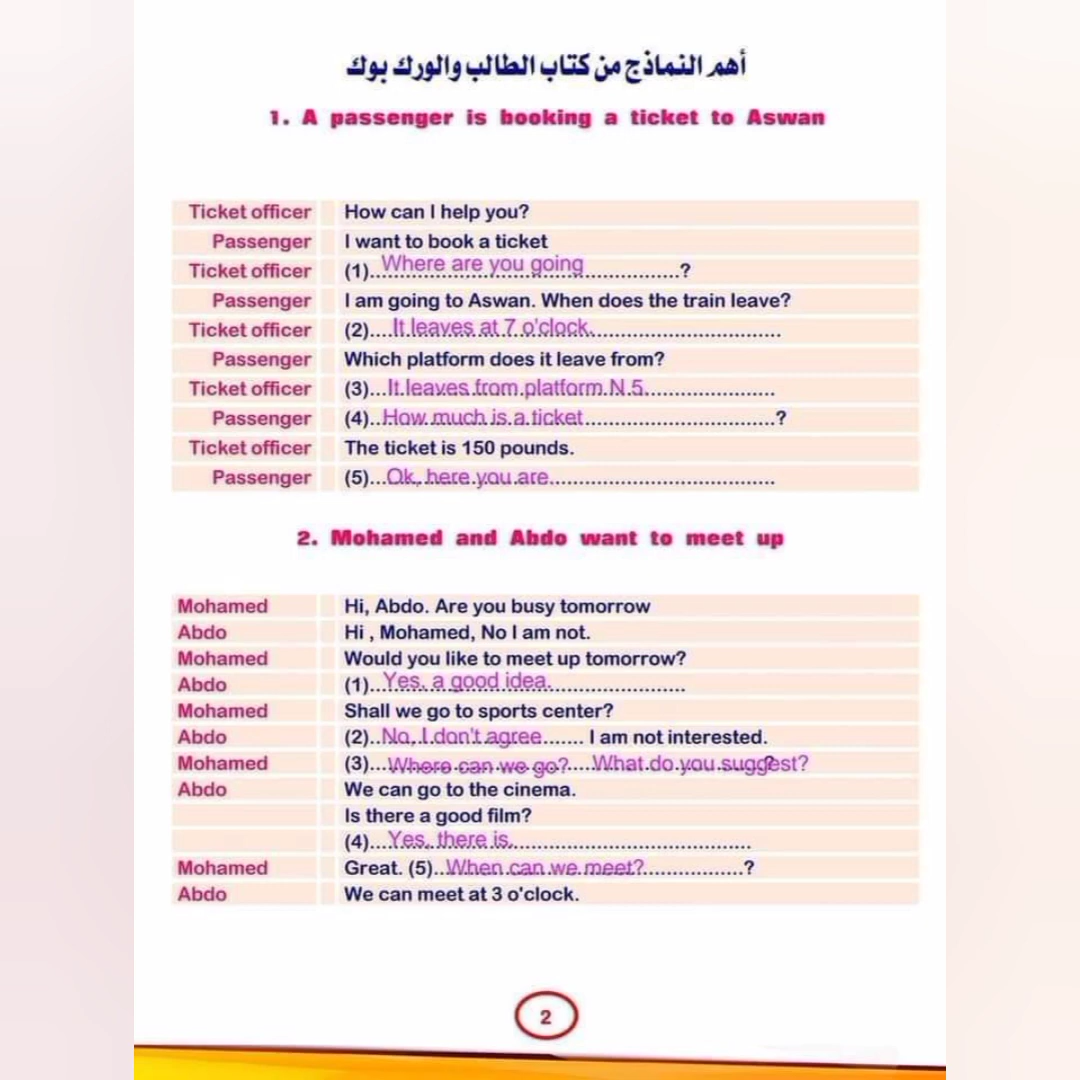 أهم النماذج من كتاب الطالب والورك بوك
1. A passenger is booking a ticket to Aswan
Ticket officer How can I help you?
Passenger I want to book a ticket
Ticket officer (1)..Where are you going................?
Passenger I am going to Aswan. When does the train leave?
Ticket officer (2)...It leaves at 7 o'clock...............................
Passenger Which platform does it leave from?
Ticket officer (3)...It leaves from platform N.5.....................
Passenger (4)..How much is a ticket................................?
Ticket officer The ticket is 150 pounds.
Passenger (5)...Ok, here you are.....................................
2. Mohamed and Abdo want to meet up
Mohamed Hi, Abdo. Are you busy tomorrow
Abdo Hi , Mohamed, No I am not.
Mohamed Would you like to meet up tomorrow?
Abdo (1)..Yes, a good idea.......................
Mohamed Shall we go to sports center?
Abdo (2)..No, I don't agree....... I am not interested.
Mohamed (3)...Where can we go?....What do you suggest?
Abdo We can go to the cinema.
Is there a good film?
(4)....Yes, there is........................................
Mohamed Great. (5)..When can we meet?.................?
Abdo We can meet at 3 o'clock.
2